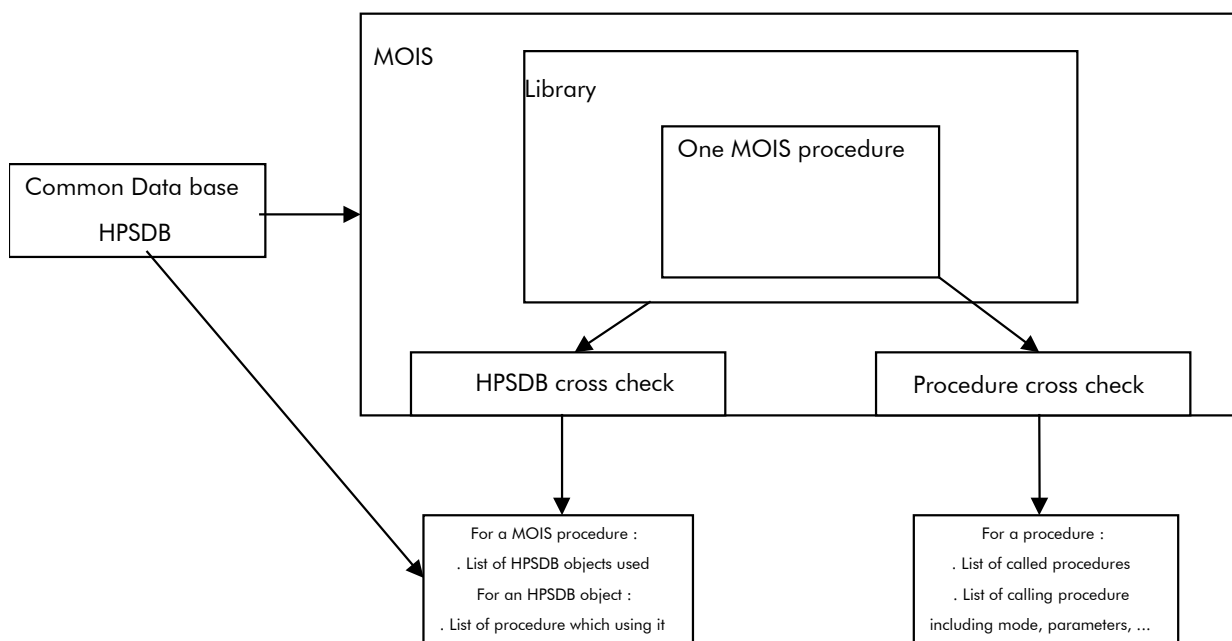 MOIS
Library
One MOIS procedure
Common Data base
HPSDB
HPSDB cross check
Procedure cross check
For a MOIS procedure :
. List of HPSDB objects used
For an HPSDB object :
. List of procedure which using it
For a procedure :
. List of called procedures
. List of calling procedure
including mode, parameters, ...